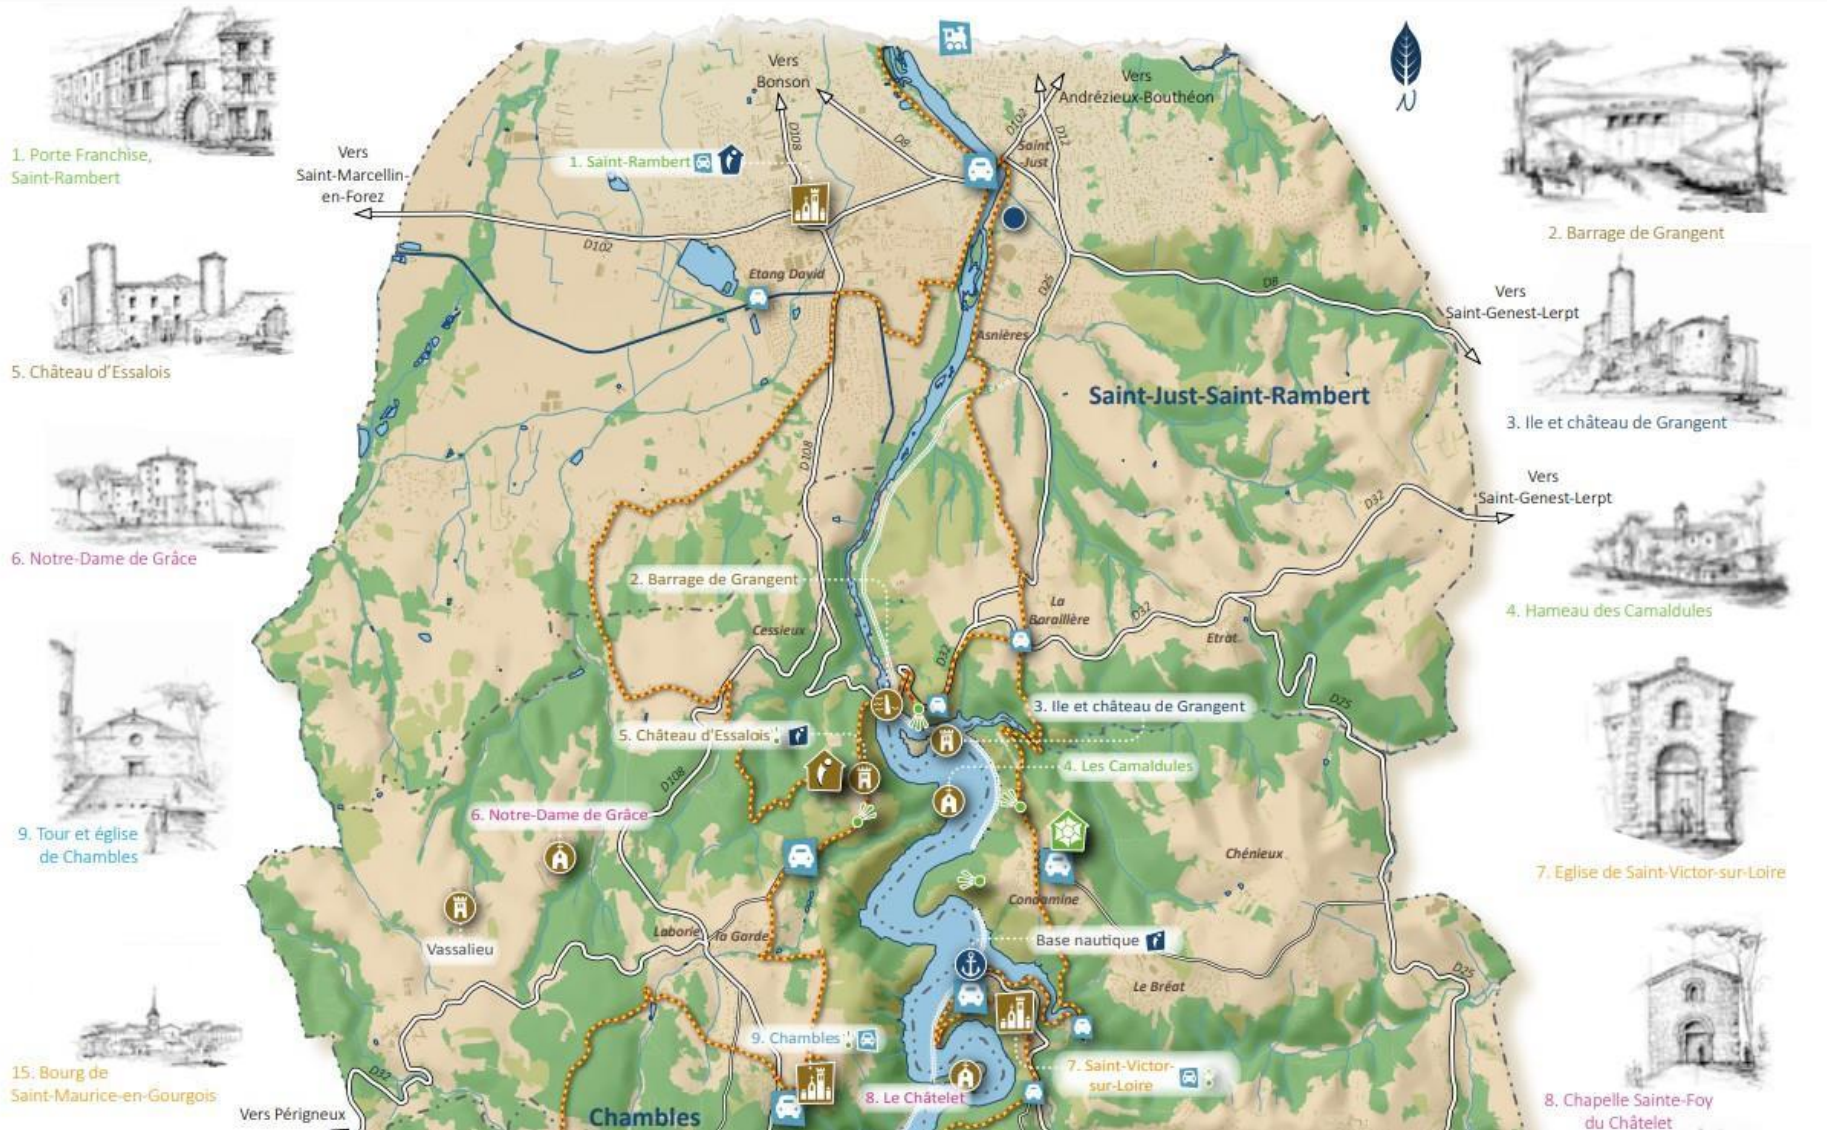 1. Porte Franchise,
Saint-Rambert
5. Château d'Essalois
6. Notre-Dame de Grâce
9. Tour et église
de Chambles
15. Bourg de
Saint-Maurice-en-Gourgois
Vers
Bonson
Vers
Andrézieux-Bouthéon
Vers
Saint-Marcellin-
en-Forez
1. Saint-Rambert
D108
D8
D102
D12
Saint
Just
D102
Etang David
D25
D8
Asnières
Vers
Saint-Genest-Lerpt
Saint-Just-Saint-Rambert
D108
Vers
Saint-Genest-Lerpt
D32
2. Barrage de Grangent
La
Baraillère
D32
Etrat
Cessieux
D32
D25
3. Ile et château de Grangent
5. Château d'Essalois
4. Les Camaldules
D108
6. Notre-Dame de Grâce
Chénieux
Condamine
Vassalieu
Laborie
la Garde
Base nautique
D25
Le Bréat
9. Chambles
7. Saint-Victor-
sur-Loire
D32
8. Le Châtelet
Vers Périgneux
Chambles
2. Barrage de Grangent
3. Ile et château de Grangent
4. Hameau des Camaldules
7. Eglise de Saint-Victor-sur-Loire
8. Chapelle Sainte-Foy
du Châtelet
N